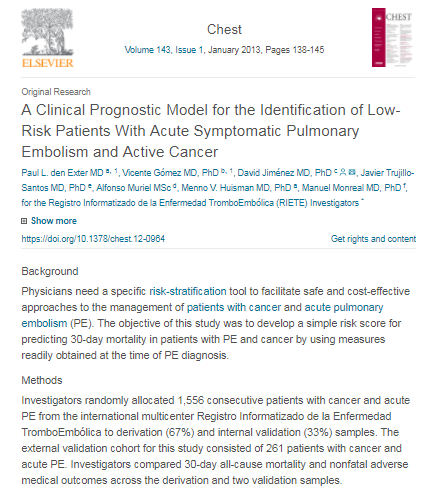 Chest
CHEST
Volume 143, Issue 1, January 2013, Pages 138-145
ELSEVIER
Original Research
A Clinical Prognostic Model for the Identification of Low-
Risk Patients With Acute Symptomatic Pulmonary
Embolism and Active Cancer
Paul L. den Exter MD a, 1, Vicente Gómez MD, PhD b, 1, David Jiménez MD, PhD c, Javier Trujillo-
Santos MD, PhD e, Alfonso Muriel MSc d, Menno V. Huisman MD, PhD a, Manuel Monreal MD, PhD f,
for the Registro Informatizado de la Enfermedad TromboEmbólica (RIETE) Investigators *
Show more
https://doi.org/10.1378/chest.12-0964 Get rights and content
Background
Physicians need a specific risk-stratification tool to facilitate safe and cost-effective
approaches to the management of patients with cancer and acute pulmonary
embolism (PE). The objective of this study was to develop a simple risk score for
predicting 30-day mortality in patients with PE and cancer by using measures
readily obtained at the time of PE diagnosis.
Methods
Investigators randomly allocated 1,556 consecutive patients with cancer and acute
PE from the international multicenter Registro Informatizado de la Enfermedad
TromboEmbólica to derivation (67%) and internal validation (33%) samples. The
external validation cohort for this study consisted of 261 patients with cancer and
acute PE. Investigators compared 30-day all-cause mortality and nonfatal adverse
medical outcomes across the derivation and two validation samples.